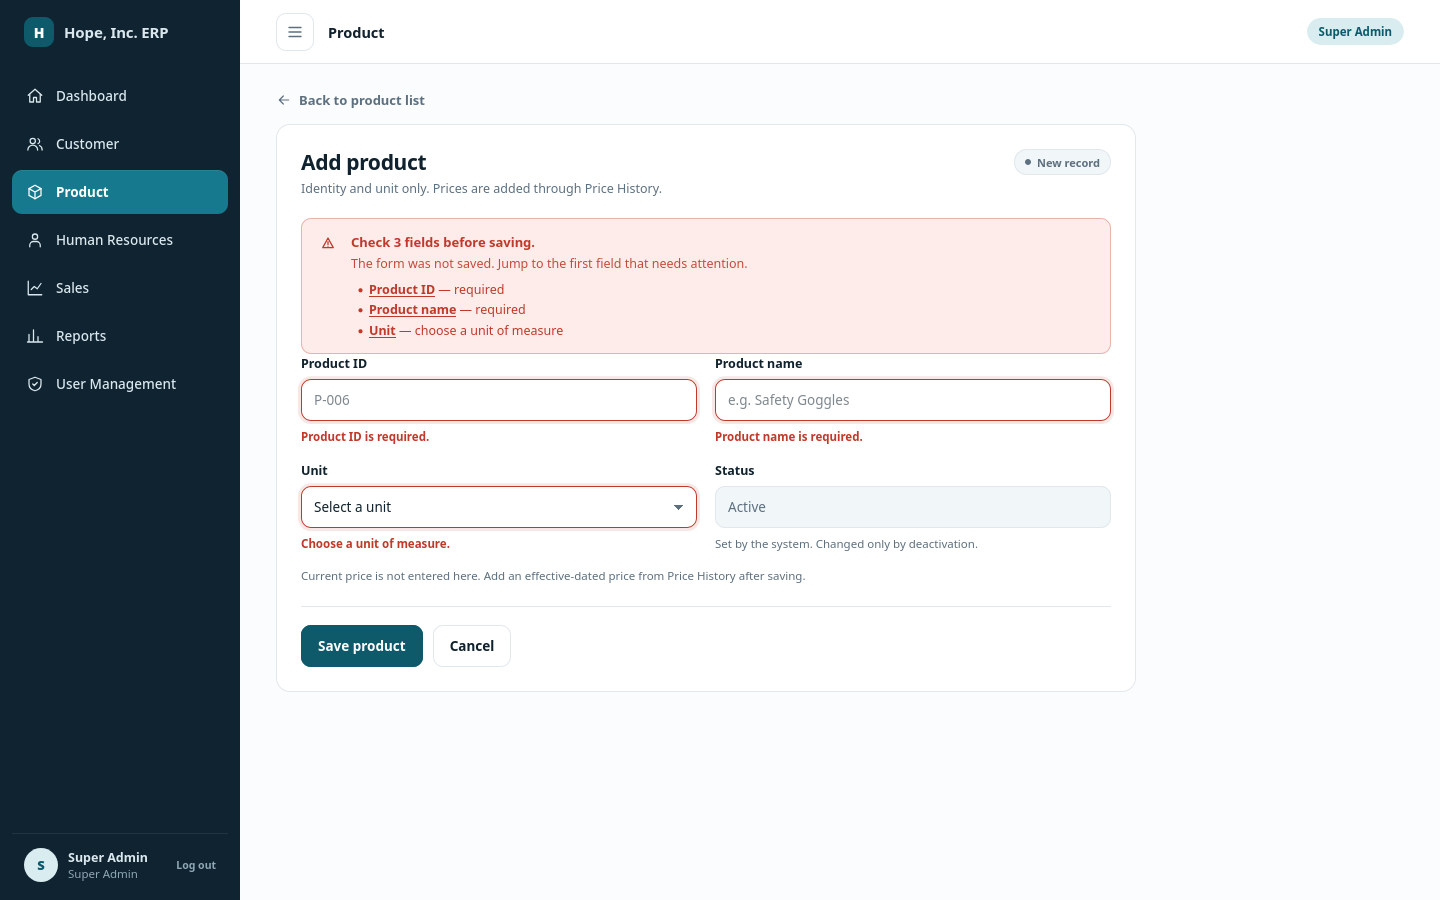 H Hope, Inc. ERP
Dashboard
Customer
Product
Human Resources
Sales
Reports
User Management
S
Super Admin
Super Admin
Log out
Product
Super Admin
Back to product list
Add product
New record
Identity and unit only. Prices are added through Price History.
Check 3 fields before saving.
The form was not saved. Jump to the first field that needs attention.
• Product ID — required
• Product name — required
• Unit — choose a unit of measure
Product ID
P-006
Product ID is required.
Product name
e.g. Safety Goggles
Product name is required.
Unit
Select a unit
Choose a unit of measure.
Status
Active
Set by the system. Changed only by deactivation.
Current price is not entered here. Add an effective-dated price from Price History after saving.
Save product
Cancel